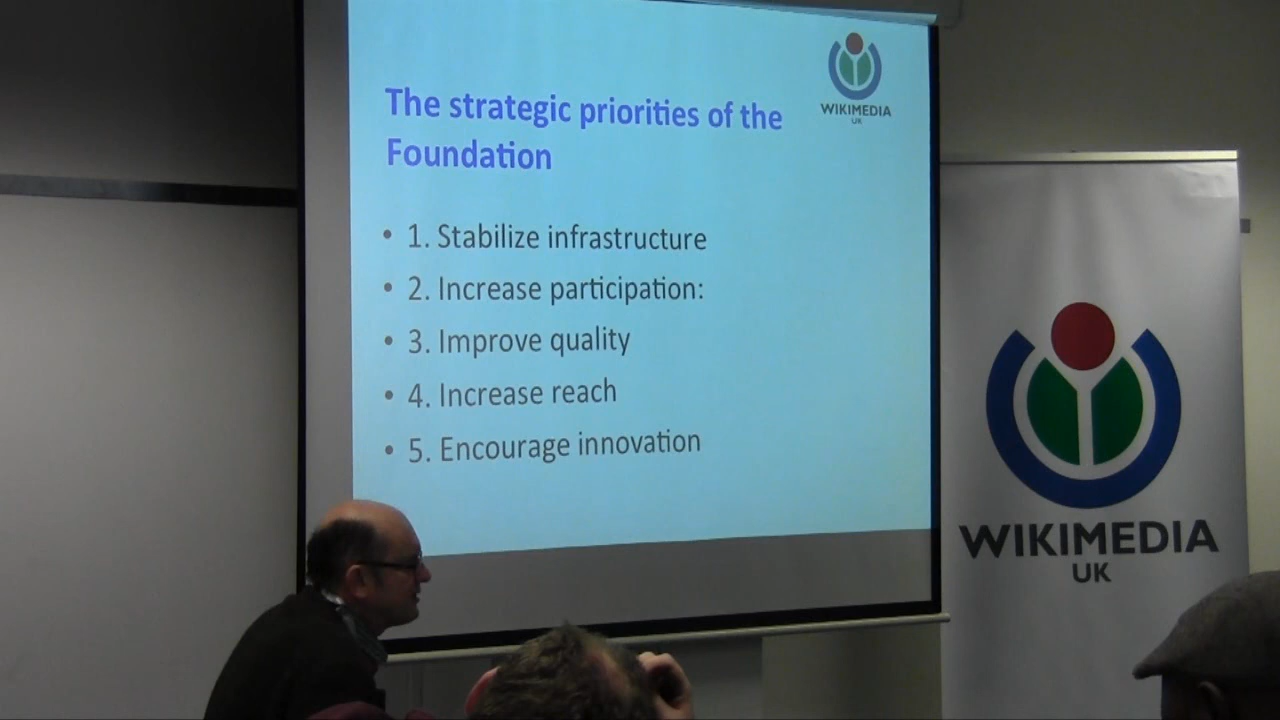 The strategic priorities of the
Foundation
• 1. Stabilize infrastructure
• 2. Increase participation:
• 3. Improve quality
• 4. Increase reach
• 5. Encourage innovation
WIKIMEDIA
UK
WIKIMEDIA
UK